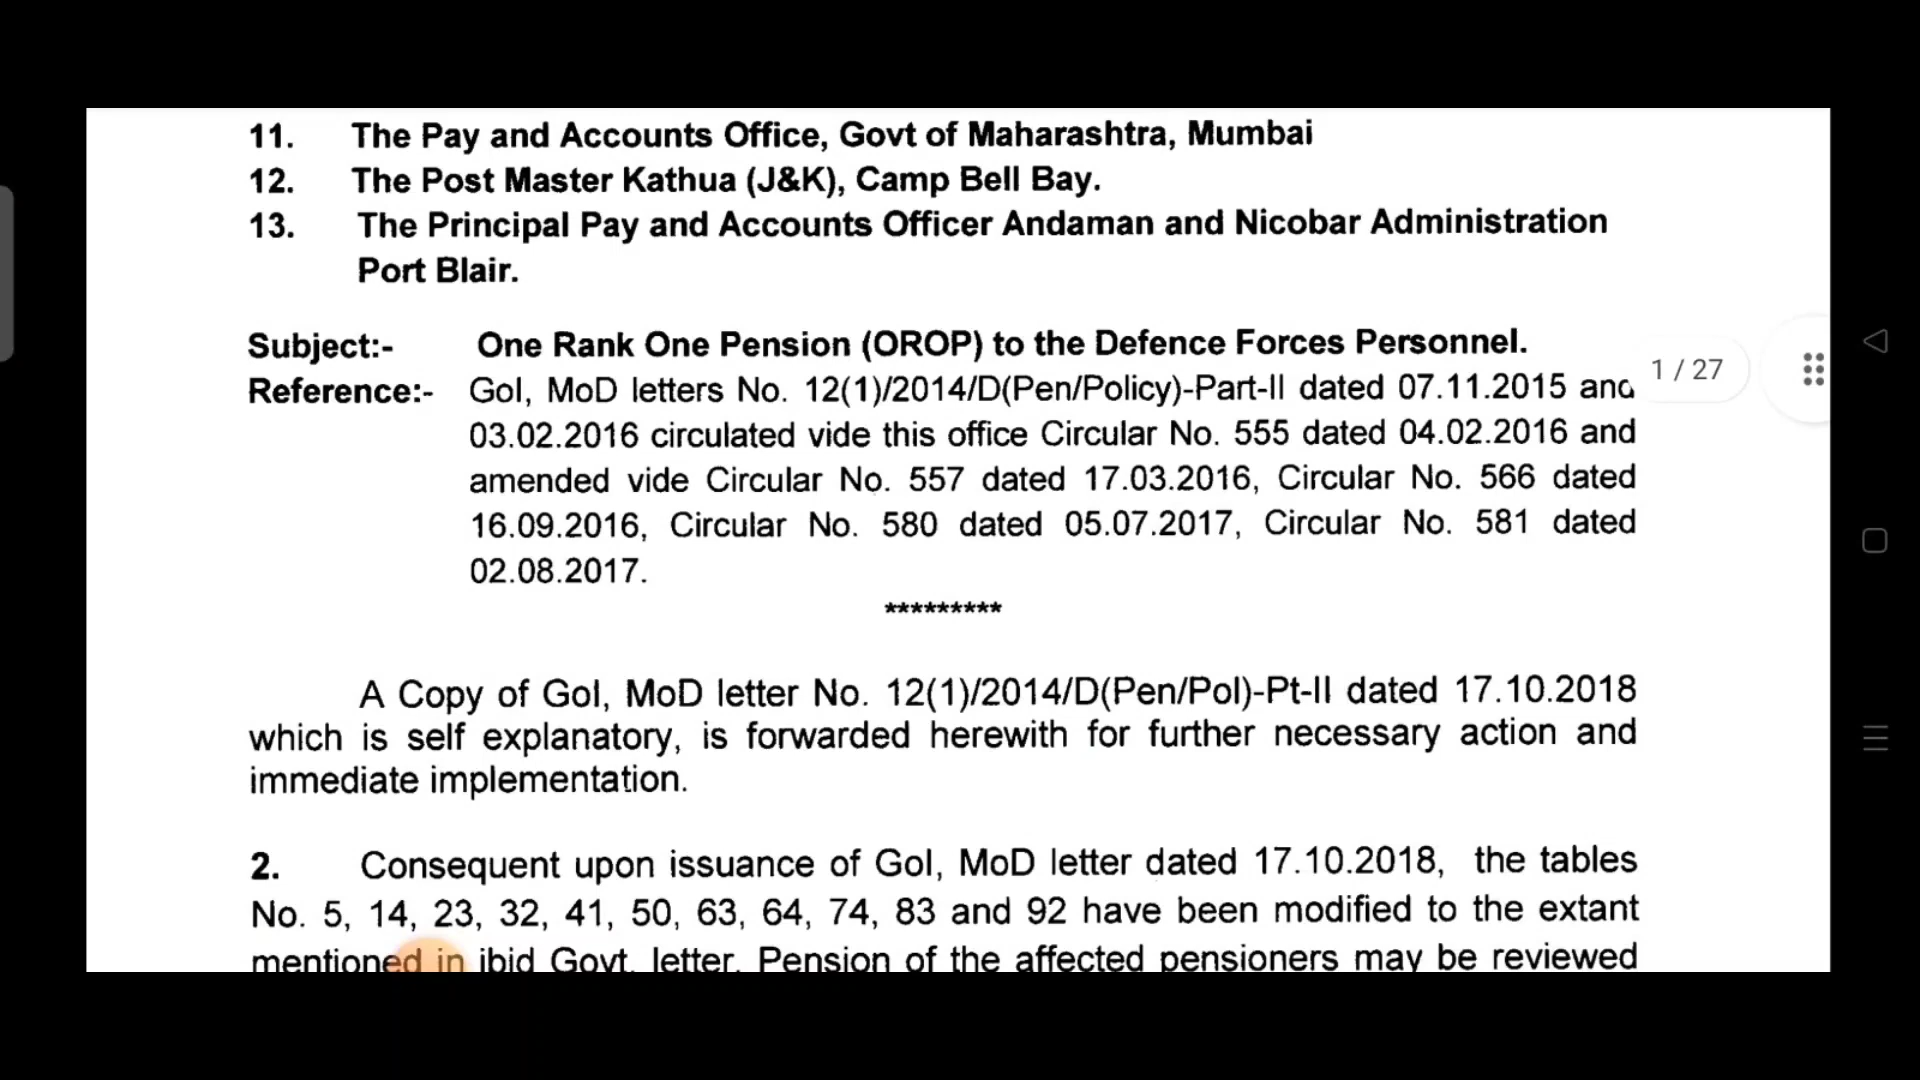 11. The Pay and Accounts Office, Govt of Maharashtra, Mumbai
12. The Post Master Kathua (J&K), Camp Bell Bay.
13. The Principal Pay and Accounts Officer Andaman and Nicobar Administration
Port Blair.
Subject:- One Rank One Pension (OROP) to the Defence Forces Personnel.
1 / 27
Reference:- GoI, MoD letters No. 12(1)/2014/D(Pen/Policy)-Part-II dated 07.11.2015 and
03.02.2016 circulated vide this office Circular No. 555 dated 04.02.2016 and
amended vide Circular No. 557 dated 17.03.2016, Circular No. 566 dated
16.09.2016, Circular No. 580 dated 05.07.2017, Circular No. 581 dated
02.08.2017.
*********
A Copy of GoI, MoD letter No. 12(1)/2014/D(Pen/Pol)-Pt-II dated 17.10.2018
which is self explanatory, is forwarded herewith for further necessary action and
immediate implementation.
2. Consequent upon issuance of GoI, MoD letter dated 17.10.2018, the tables
No. 5, 14, 23, 32, 41, 50, 63, 64, 74, 83 and 92 have been modified to the extant
mentioned in ibid Govt. letter. Pension of the affected pensioners may be reviewed